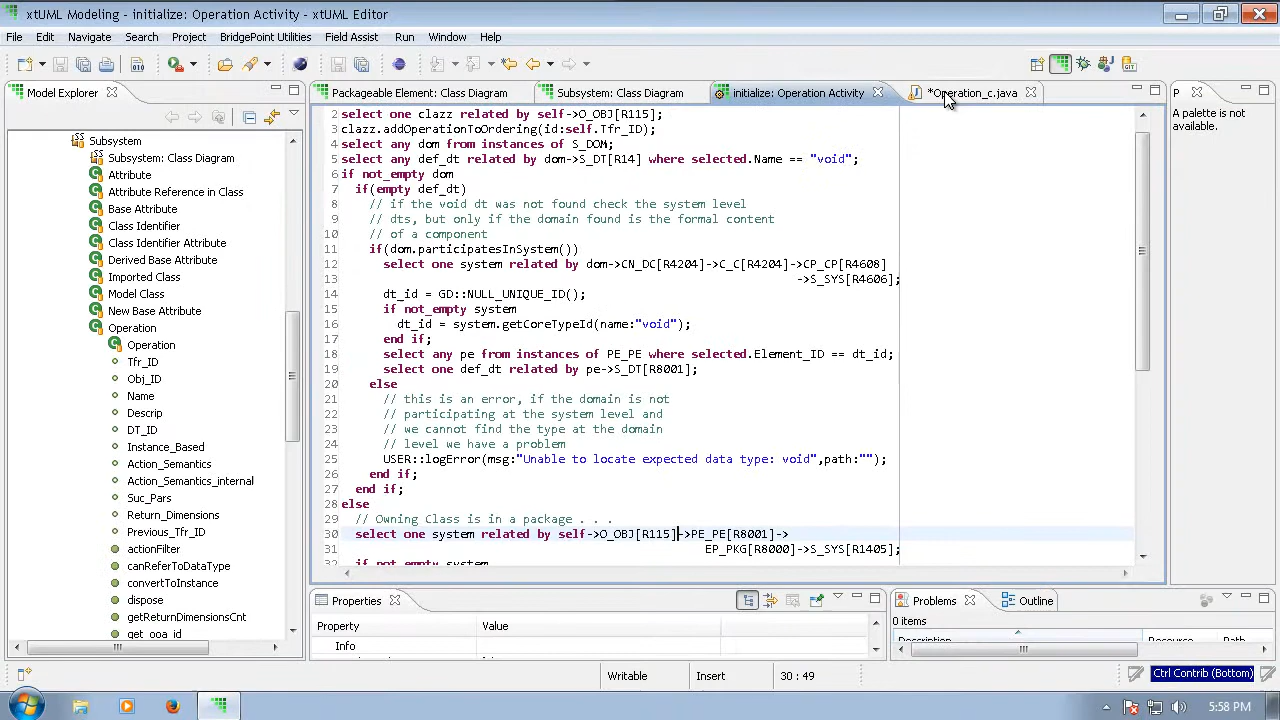 xtUML Modeling - initialize: Operation Activity - xtUML Editor
File Edit Navigate Search Project BridgePoint Utilities Field Assist Run Window Help
Model Explorer
Packageable Element: Class Diagram
Subsystem: Class Diagram
initialize: Operation Activity
*Operation_c.java
P
A palette is
not available.
Subsystem
Subsystem: Class Diagram
Attribute
Attribute Reference in Class
Base Attribute
Class Identifier
Class Identifier Attribute
Derived Base Attribute
Imported Class
Model Class
New Base Attribute
Operation
Operation
Tfr_ID
Obj_ID
Name
Descrip
DT_ID
Instance_Based
Action_Semantics
Action_Semantics_internal
Suc_Pars
Return_Dimensions
Previous_Tfr_ID
actionFilter
canReferToDataType
convertToInstance
dispose
getReturnDimensionsCnt
get_ooa_id
2 select one clazz related by self->O_OBJ[R115];
3 clazz.addOperationToOrdering(id:self.Tfr_ID);
4 select any dom from instances of S_DOM;
5 select any def_dt related by dom->S_DT[R14] where selected.Name == "void";
6 if not_empty dom
7 if(empty def_dt)
8 // if the void dt was not found check the system level
9 // dts, but only if the domain found is the formal content
10 // of a component
11 if(dom.participatesInSystem())
12 select one system related by dom->CN_DC[R4204]->C_C[R4204]->CP_CP[R4608]
13 ->S_SYS[R4606];
14 dt_id = GD::NULL_UNIQUE_ID();
15 if not_empty system
16 dt_id = system.getCoreTypeId(name:"void");
17 end if;
18 select any pe from instances of PE_PE where selected.Element_ID == dt_id;
19 select one def_dt related by pe->S_DT[R8001];
20 else
21 // this is an error, if the domain is not
22 // participating at the system level and
23 // we cannot find the type at the domain
24 // level we have a problem
25 USER::logError(msg:"Unable to locate expected data type: void",path:"");
26 end if;
27 end if;
28 else
29 // Owning Class is in a package . . .
30 select one system related by self->O_OBJ[R115]->PE_PE[R8001]->
31 EP_PKG[R8000]->S_SYS[R1405];
32 if not_empty system
Properties
Property Value
Info
Problems
Outline
0 items
Description Resource Path
Writable Insert 30 : 49
Ctrl Contrib (Bottom)
5:58 PM